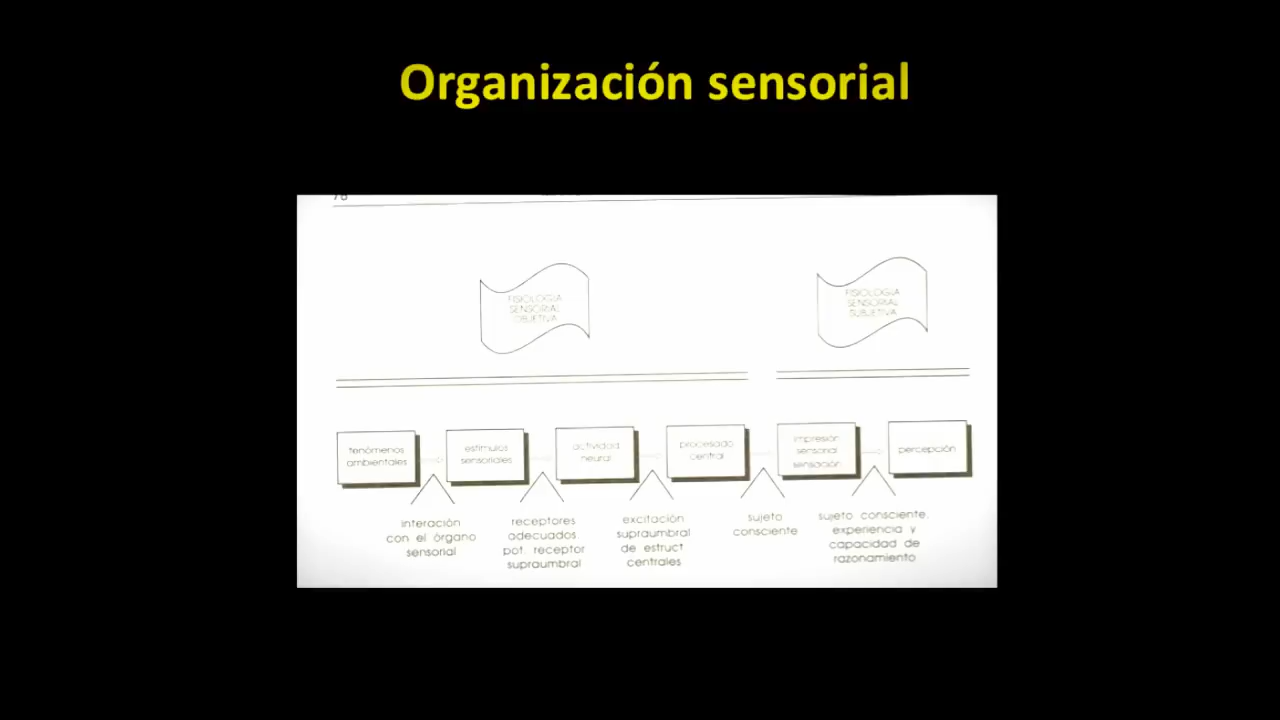 Organización sensorial
FISIOLOGIA
SENSORIAL
OBJETIVA
FISIOLOGIA
SENSORIAL
SUBJETIVA
fenómenos
ambientales
estímulos
sensoriales
actividad
neural
procesado
central
impresión
sensorial
sensación
percepción
interación
con el órgano
sensorial
receptores
adecuados.
pot. receptor
supraumbral
excitación
supraumbral
de estruct
centrales
sujeto
consciente
sujeto consciente,
experiencia y
capacidad de
razonamiento